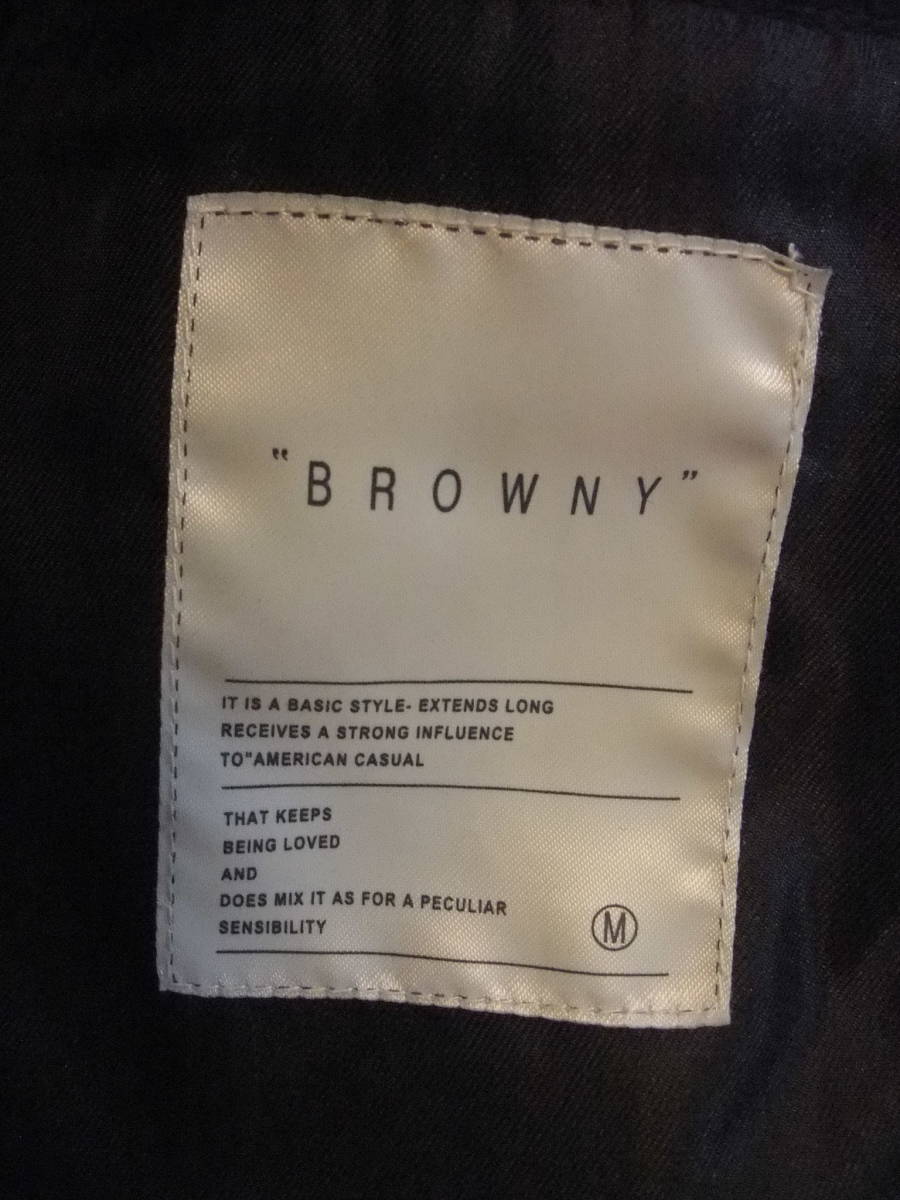 "BROWNY"
IT IS A BASIC STYLE- EXTENDS LONG
RECEIVES A STRONG INFLUENCE
TO"AMERICAN CASUAL
THAT KEEPS
BEING LOVED
AND
DOES MIX IT AS FOR A PECULIAR
SENSIBILITY
M